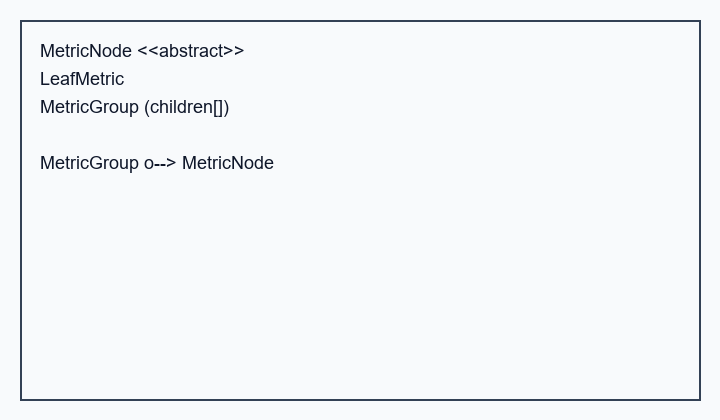 MetricNode <<abstract>>
LeafMetric
MetricGroup (children[])
MetricGroup o--> MetricNode